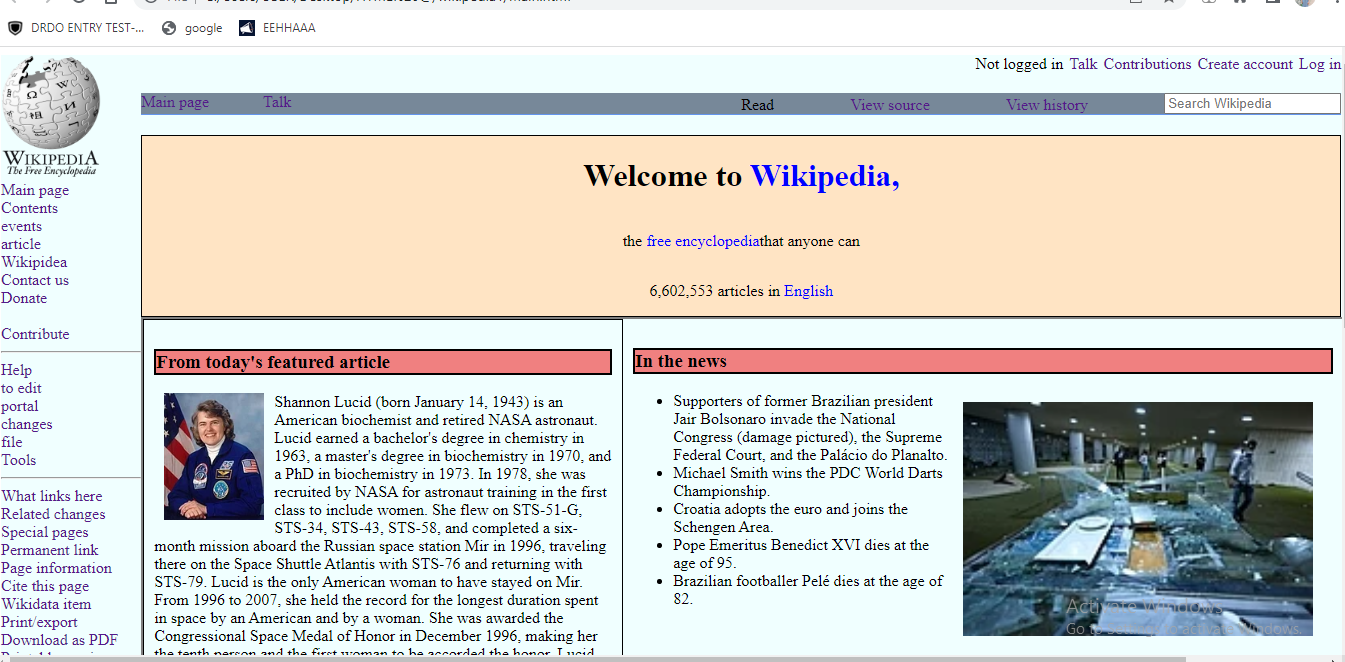 DRDO ENTRY TEST-... google EEHHAAA
Not logged in Talk Contributions Create account Log in
Main page Talk Read View source View history Search Wikipedia
WIKIPEDIA
The Free Encyclopedia
Main page
Contents
events
article
Wikipidea
Contact us
Donate
Contribute
Help
to edit
portal
changes
file
Tools
What links here
Related changes
Special pages
Permanent link
Page information
Cite this page
Wikidata item
Print/export
Download as PDF
Welcome to Wikipedia,
the free encyclopediathat anyone can
6,602,553 articles in English
From today's featured article
Shannon Lucid (born January 14, 1943) is an
American biochemist and retired NASA astronaut.
Lucid earned a bachelor's degree in chemistry in
1963, a master's degree in biochemistry in 1970, and
a PhD in biochemistry in 1973. In 1978, she was
recruited by NASA for astronaut training in the first
class to include women. She flew on STS-51-G,
STS-34, STS-43, STS-58, and completed a six-
month mission aboard the Russian space station Mir in 1996, traveling
there on the Space Shuttle Atlantis with STS-76 and returning with
STS-79. Lucid is the only American woman to have stayed on Mir.
From 1996 to 2007, she held the record for the longest duration spent
in space by an American and by a woman. She was awarded the
Congressional Space Medal of Honor in December 1996, making her
the tenth person and the first woman to be accorded the honor. Lucid
In the news
Supporters of former Brazilian president
Jair Bolsonaro invade the National
Congress (damage pictured), the Supreme
Federal Court, and the Palácio do Planalto.
Michael Smith wins the PDC World Darts
Championship.
Croatia adopts the euro and joins the
Schengen Area.
Pope Emeritus Benedict XVI dies at the
age of 95.
Brazilian footballer Pelé dies at the age of
82.
Activate Windows
Go to Settings to activate Windows.